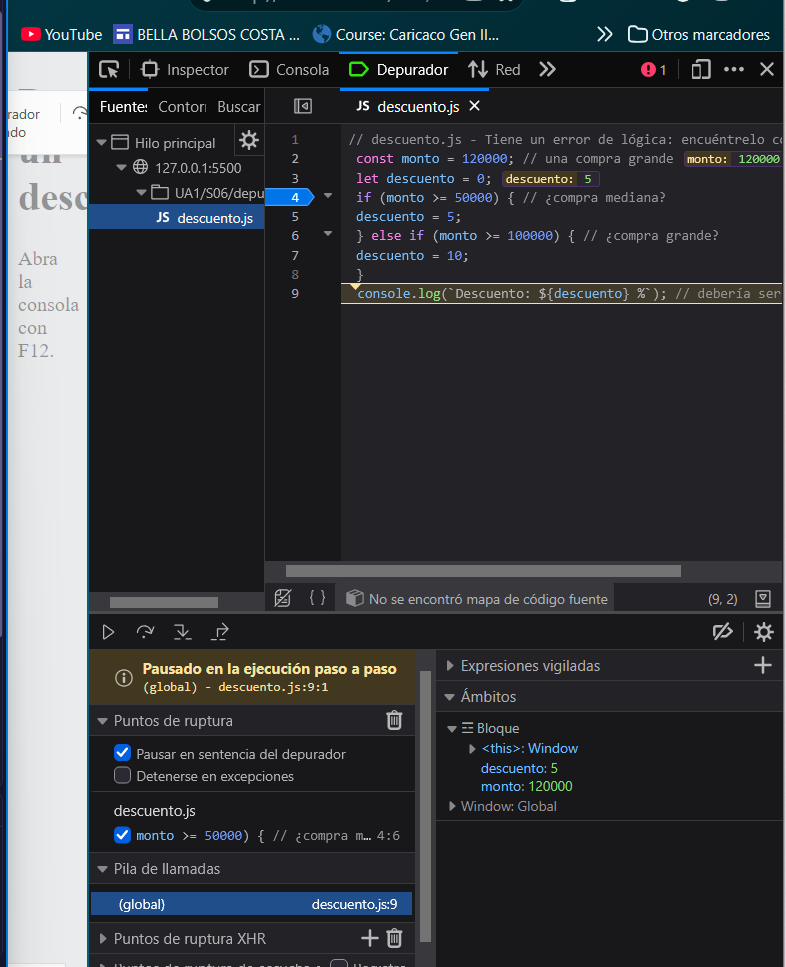 YouTube
BELLA BOLSOS COSTA ...
Course: Caricaco Gen II...
Otros marcadores
Inspector
Consola
Depurador
Red
1
Fuentes
Contorn
Buscar
descuento.js
Hilo principal
127.0.0.1:5500
UA1/S06/depu
JS descuento.js
1 // descuento.js - Tiene un error de lógica: encuéntrelo co
2 const monto = 120000; // una compra grande monto: 120000
3 let descuento = 0; descuento: 5
4 if (monto >= 50000) { // ¿compra mediana?
5 descuento = 5;
6 } else if (monto >= 100000) { // ¿compra grande?
7 descuento = 10;
8 }
9 console.log(`Descuento: ${descuento} %`); // debería ser
rador
do
un
desc
Abra
la
consola
con
F12.
No se encontró mapa de código fuente
(9, 2)
Pausado en la ejecución paso a paso
(global) - descuento.js:9:1
Puntos de ruptura
Pausar en sentencia del depurador
Detenerse en excepciones
descuento.js
monto >= 50000) { // ¿compra m… 4:6
Pila de llamadas
(global) descuento.js:9
Puntos de ruptura XHR
Expresiones vigiladas
Ámbitos
Bloque
<this>: Window
descuento: 5
monto: 120000
Window: Global